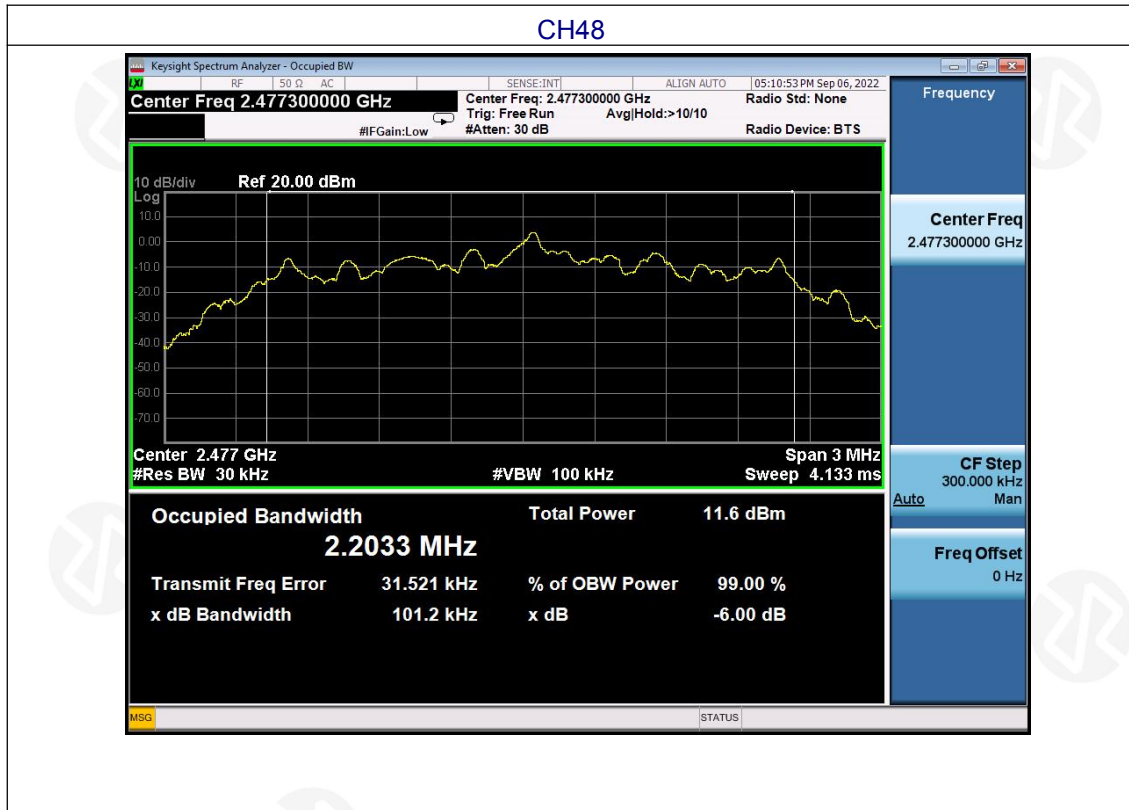 CH48
Keysight Spectrum Analyzer - Occupied BW
LXI RF 50 Ω AC SENSE:INT ALIGN AUTO 05:10:53 PM Sep 06, 2022
Center Freq 2.477300000 GHz
Center Freq: 2.477300000 GHz Radio Std: None
Trig: Free Run Avg|Hold:>10/10
#IFGain:Low #Atten: 30 dB Radio Device: BTS
10 dB/div Ref 20.00 dBm
Log
10.0
0.00
-10.0
-20.0
-30.0
-40.0
-50.0
-60.0
-70.0
Center 2.477 GHz Span 3 MHz
#Res BW 30 kHz #VBW 100 kHz Sweep 4.133 ms
Occupied Bandwidth Total Power 11.6 dBm
2.2033 MHz
Transmit Freq Error 31.521 kHz % of OBW Power 99.00 %
x dB Bandwidth 101.2 kHz x dB -6.00 dB
MSG STATUS
Frequency
Center Freq
2.477300000 GHz
CF Step
300.000 kHz
Auto Man
Freq Offset
0 Hz